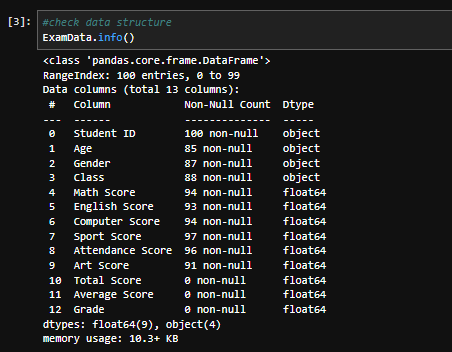 [3]: #check data structure
ExamData.info()
<class 'pandas.core.frame.DataFrame'>
RangeIndex: 100 entries, 0 to 99
Data columns (total 13 columns):
 #   Column            Non-Null Count  Dtype
---  ------            --------------  -----
 0   Student ID        100 non-null    object
 1   Age               85 non-null     object
 2   Gender            87 non-null     object
 3   Class             88 non-null     object
 4   Math Score        94 non-null     float64
 5   English Score     93 non-null     float64
 6   Computer Score    94 non-null     float64
 7   Sport Score       97 non-null     float64
 8   Attendance Score  96 non-null     float64
 9   Art Score         91 non-null     float64
 10  Total Score       0 non-null      float64
 11  Average Score     0 non-null      float64
 12  Grade             0 non-null      float64
dtypes: float64(9), object(4)
memory usage: 10.3+ KB